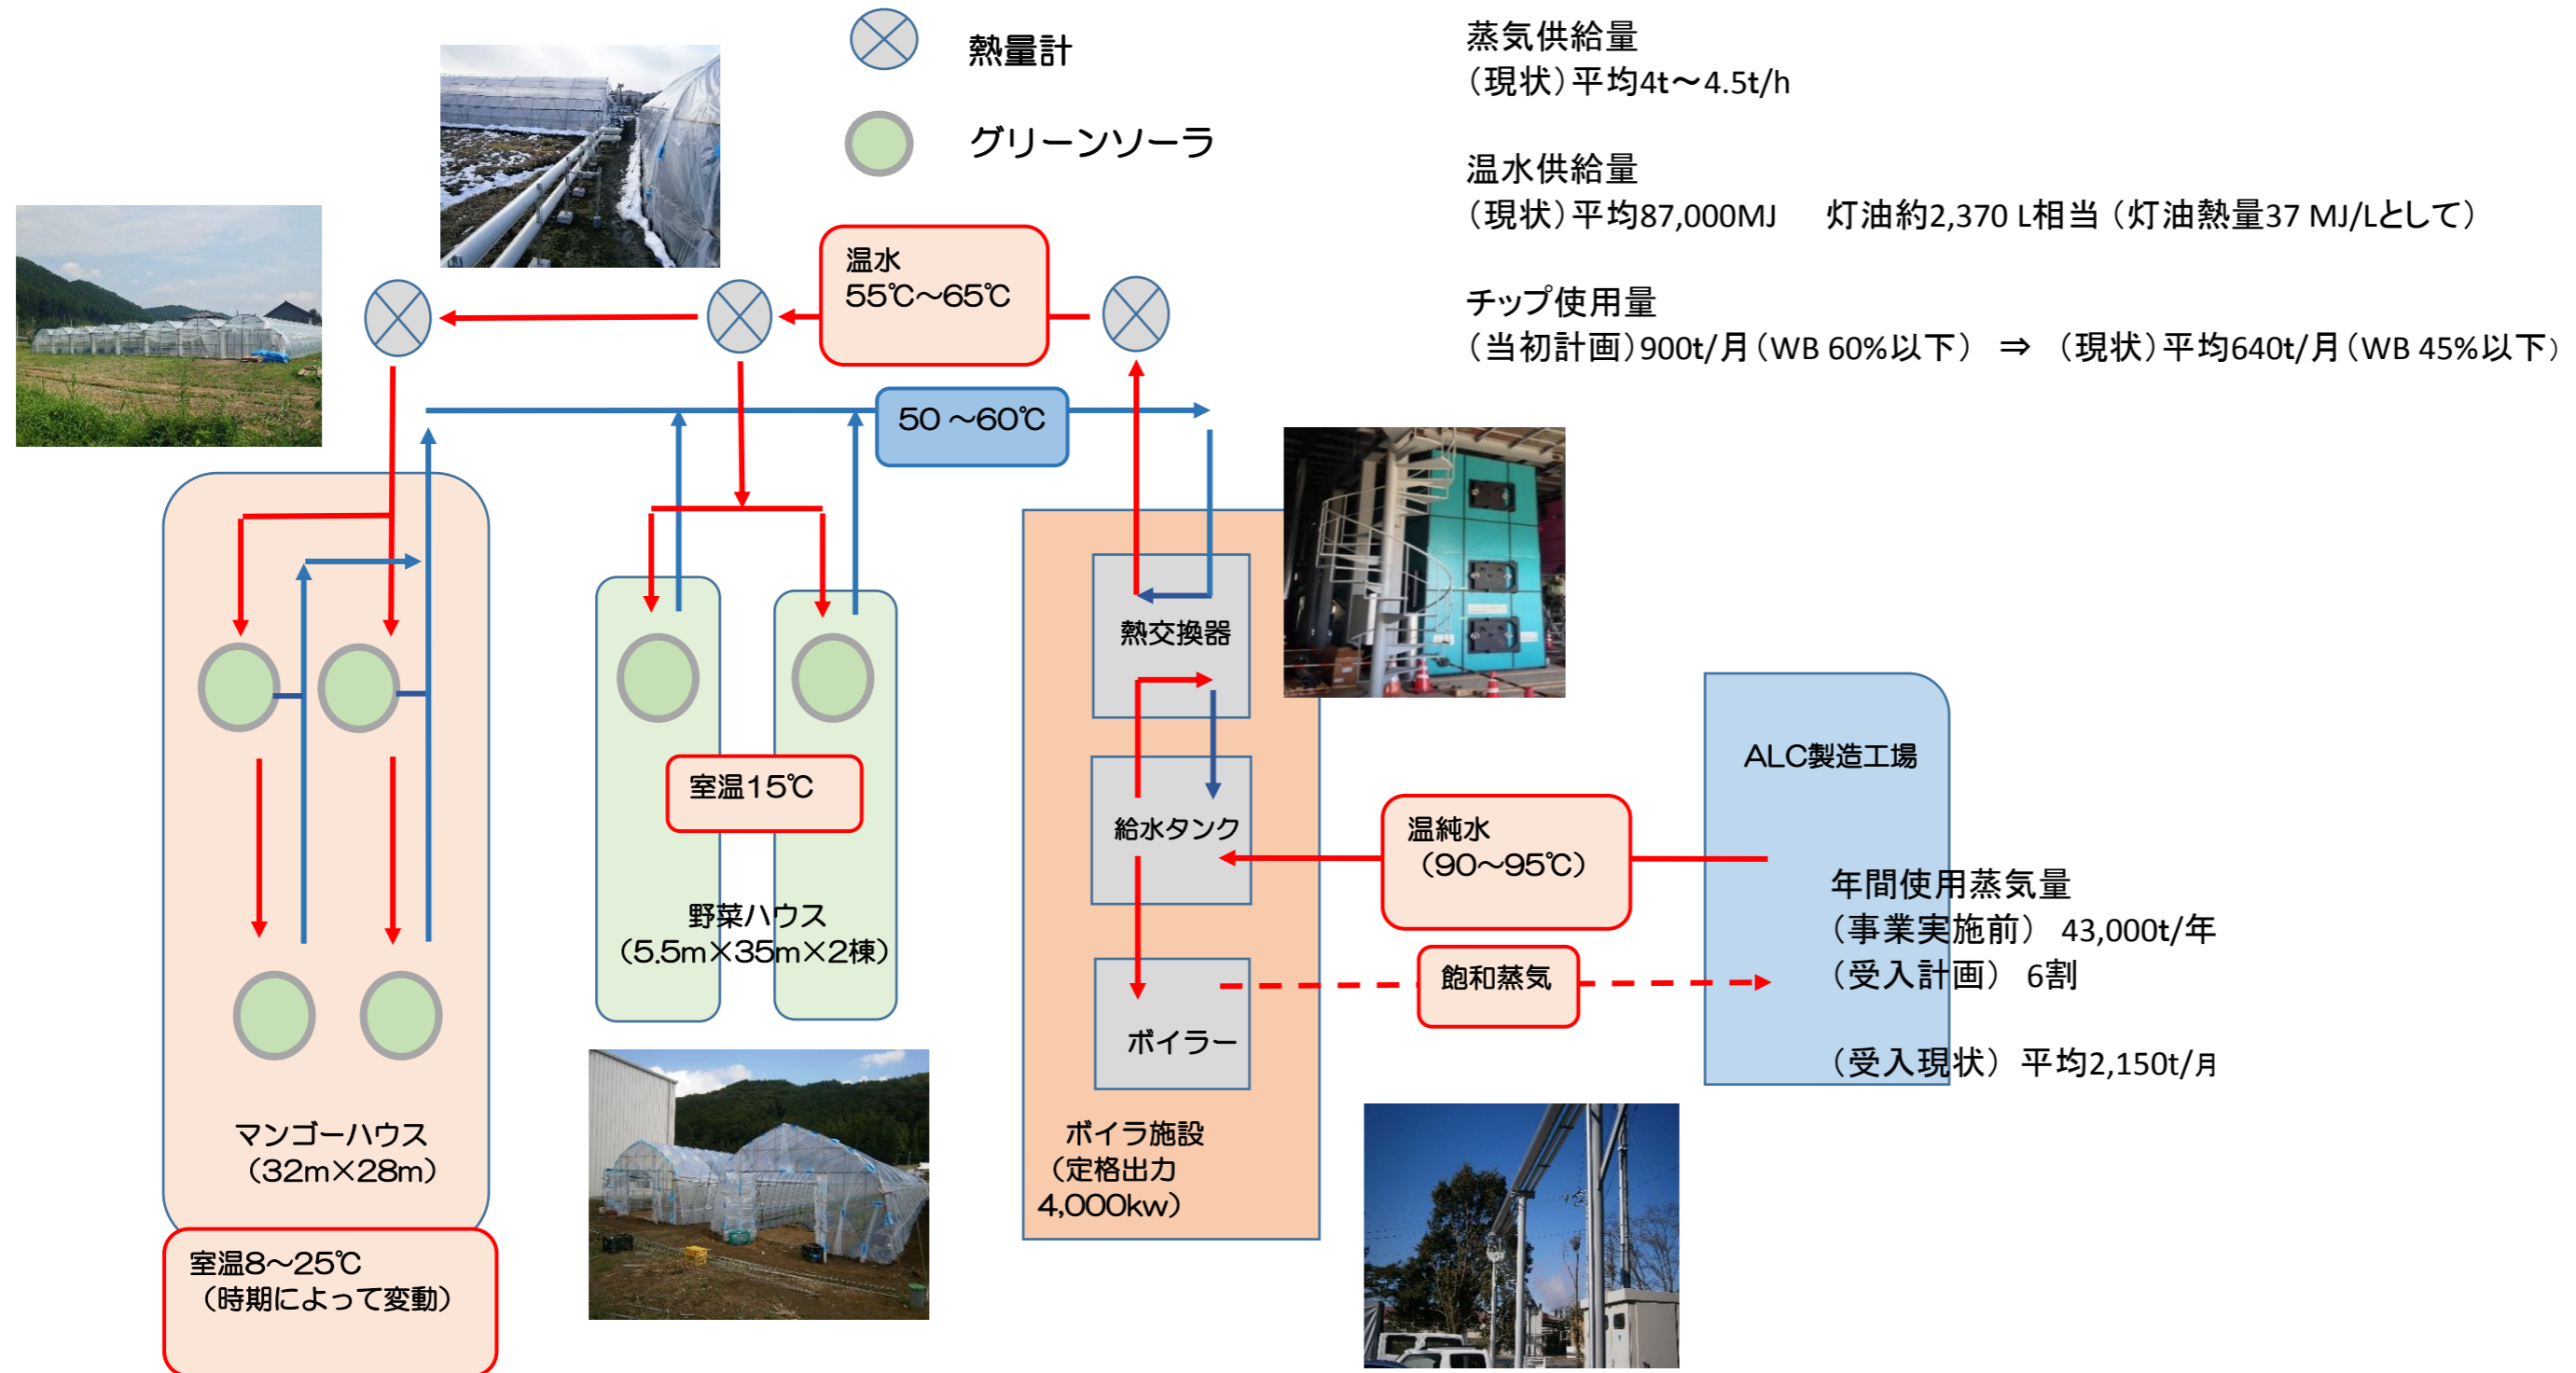 熱量計
グリーンソーラ
蒸気供給量
（現状）平均4t～4.5t/h
温水供給量
（現状）平均87,000MJ　灯油約2,370 L相当（灯油熱量37 MJ/Lとして）
チップ使用量
（当初計画）900t/月（WB 60%以下）　⇒　（現状）平均640t/月（WB 45%以下）
温水
55℃～65℃
50 ～60℃
熱交換器
給水タンク
ボイラー
ボイラ施設
（定格出力
4,000kw）
室温15℃
野菜ハウス
（5.5m×35m×2棟）
マンゴーハウス
（32m×28m）
室温8～25℃
（時期によって変動）
温純水
（90～95℃）
飽和蒸気
ALC製造工場
年間使用蒸気量
（事業実施前） 43,000t/年
（受入計画） 6割
（受入現状） 平均2,150t/月